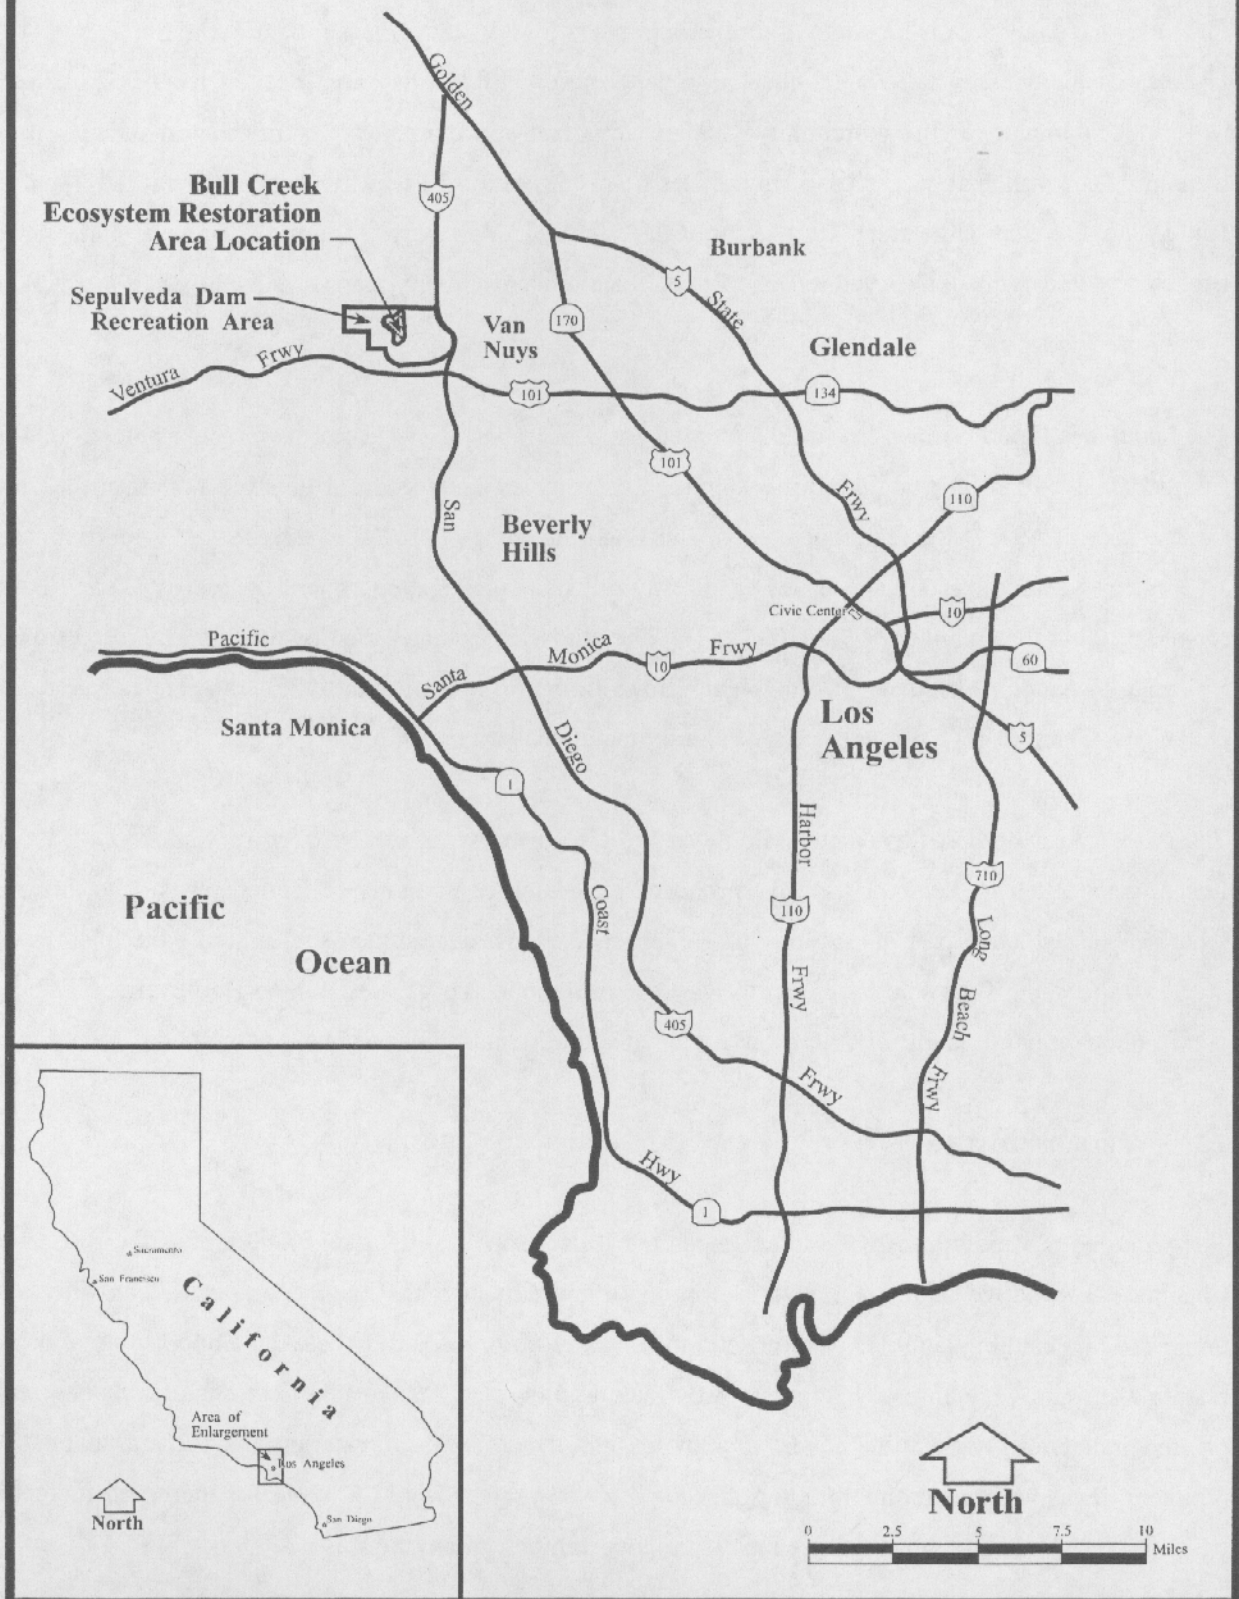 Golden
405
Bull Creek
Ecosystem Restoration
Area Location
Burbank
5
State
Sepulveda Dam
Recreation Area
170
Van
Nuys
Glendale
Ventura
Frwy
101
134
101
Frwy
110
San
Beverly
Hills
Civic Center
10
Pacific
Santa
Monica
10
Frwy
60
Los
Angeles
Santa Monica
5
Diego
1
Harbor
710
Coast
110
Long
Pacific
Ocean
Frwy
Beach
405
Frwy
Frwy
Hwy
1
Sacramento
San Francisco
California
Area of
Enlargement
Los Angeles
San Diego
North
North
0 2.5 5 7.5 10
Miles